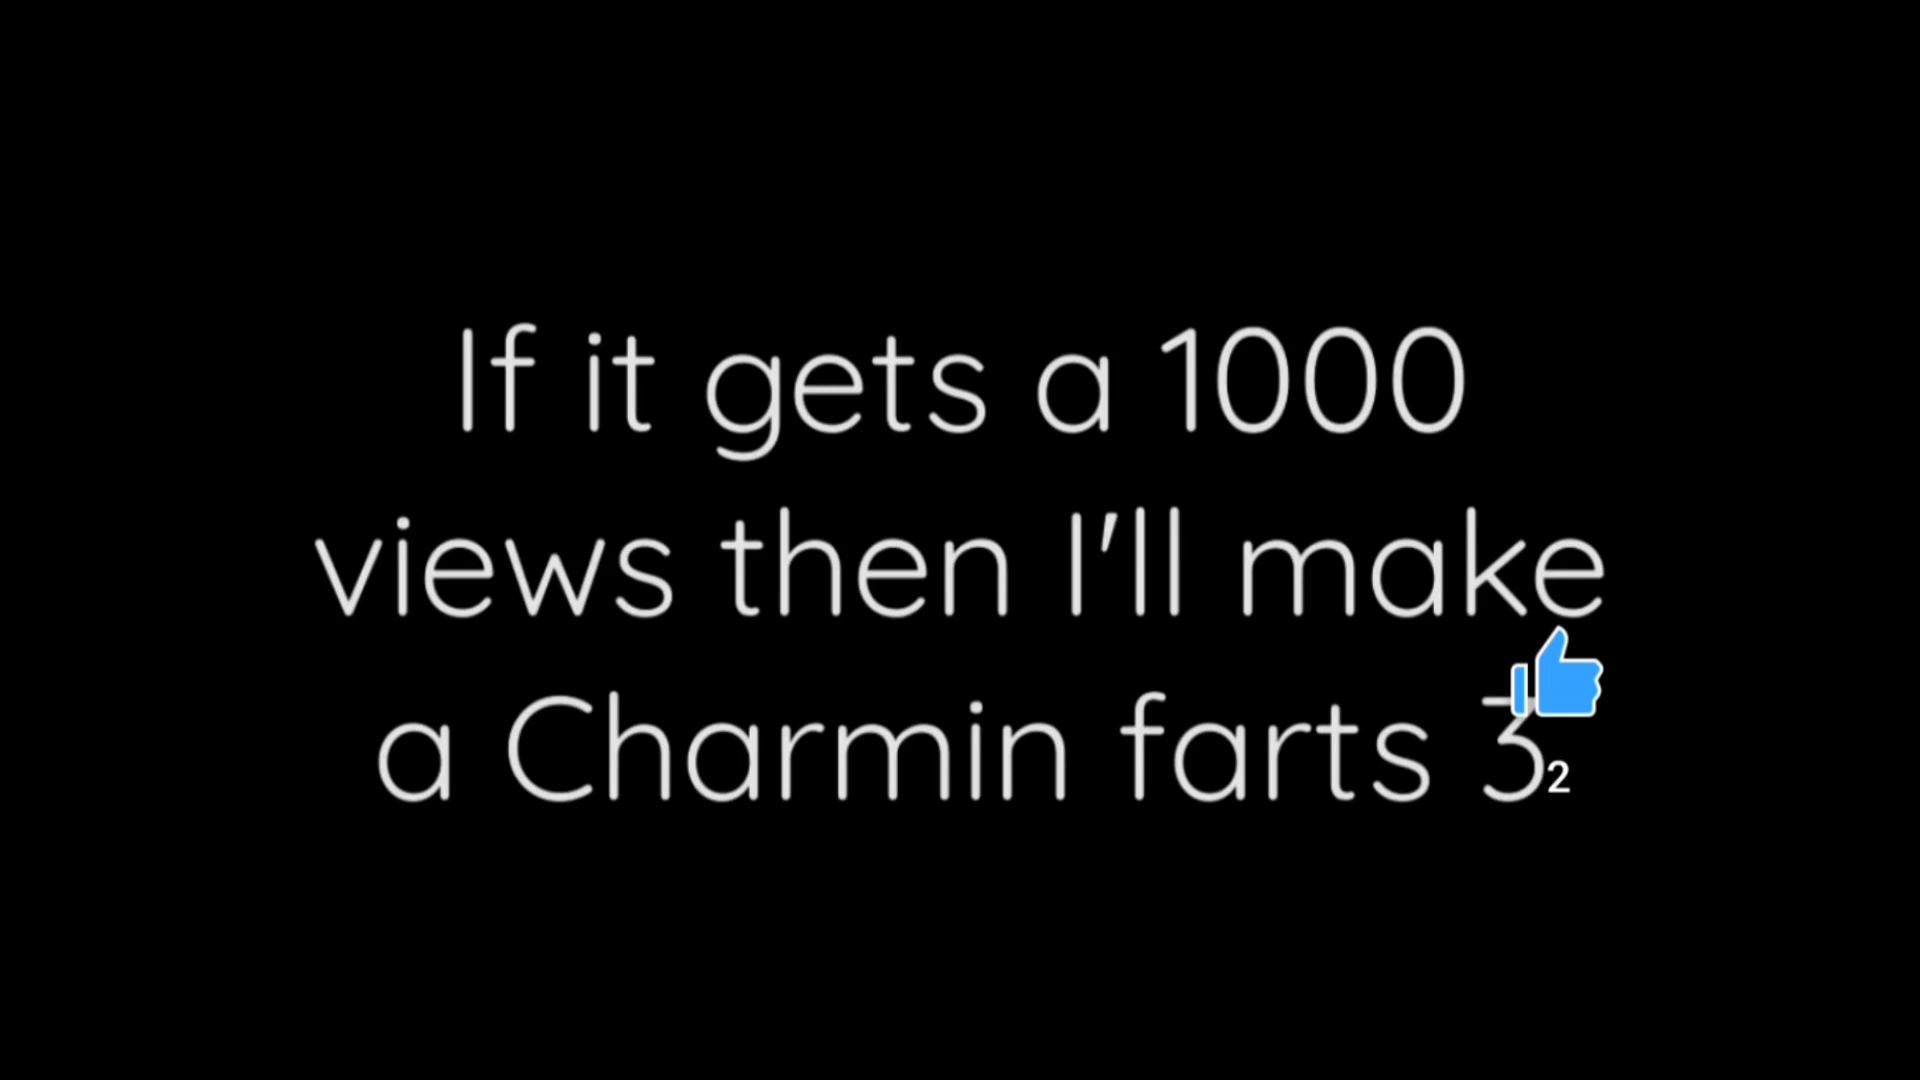 If it gets a 1000
views then I'll make
a Charmin farts 3
2